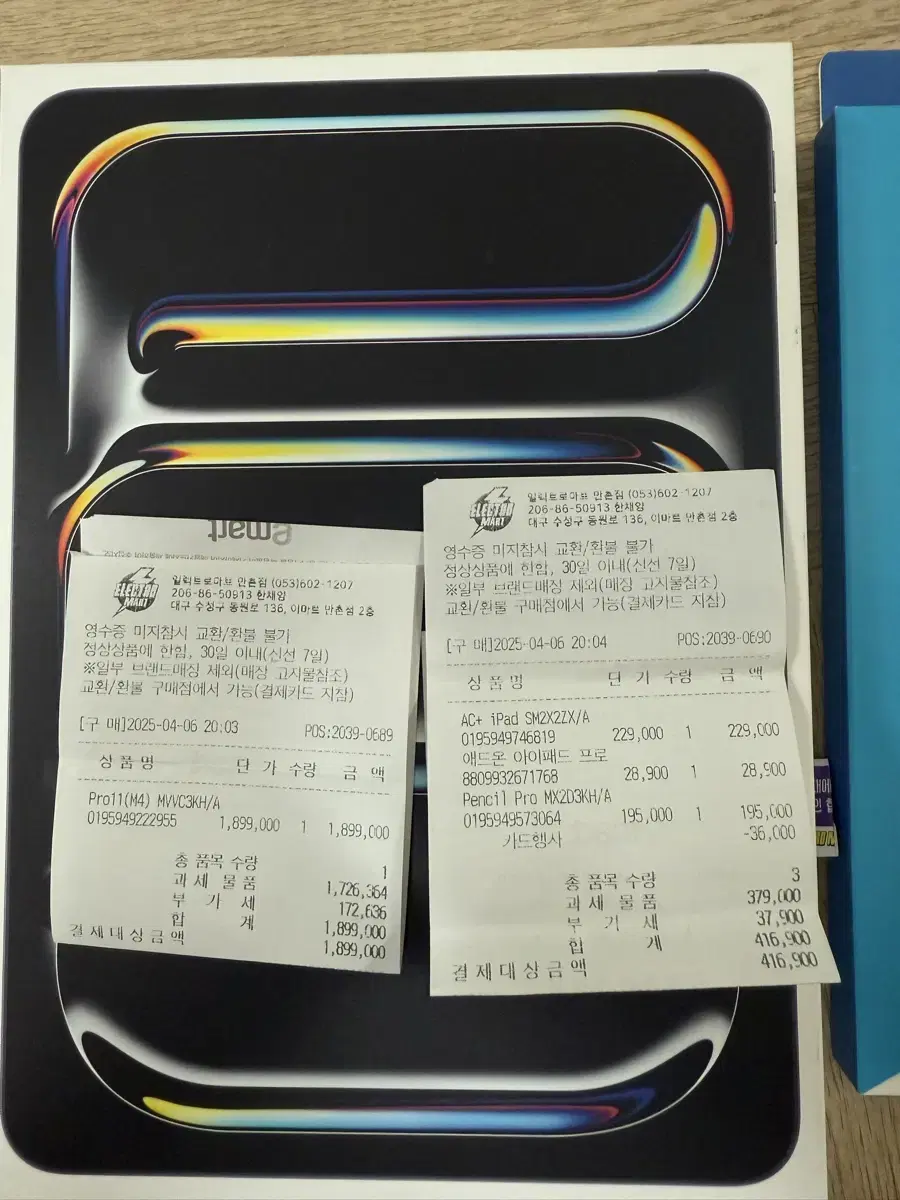 emart
ELECTRO
MART
일렉트로마트 만촌점 (053)602-1207
206-86-50913 한채양
대구 수성구 동원로 136, 이마트 만촌점 2층
영수증 미지참시 교환/환불 불가
정상상품에 한함, 30일 이내(신선 7일)
※일부 브랜드매장 제외(매장 고지물참조)
교환/환불 구매점에서 가능(결제카드 지참)
[구 매]2025-04-06 20:03 POS:2039-0689
상품명 단 가 수량 금 액
Pro11(M4) MVVC3KH/A
0195949222955 1,899,000 1 1,899,000
총 품목 수량 1
과 세 물 품 1,726,364
부 가 세 172,636
합 계 1,899,000
결 제 대 상 금 액 1,899,000
ELECTRO
MART
일렉트로마트 만촌점 (053)602-1207
206-86-50913 한채양
대구 수성구 동원로 136, 이마트 만촌점 2층
영수증 미지참시 교환/환불 불가
정상상품에 한함, 30일 이내(신선 7일)
※일부 브랜드매장 제외(매장 고지물참조)
교환/환불 구매점에서 가능(결제카드 지참)
[구 매]2025-04-06 20:04 POS:2039-0690
상품명 단 가 수량 금 액
AC+ iPad SM2X2ZX/A
0195949746819 229,000 1 229,000
애드온 아이패드 프로
8809932671768 28,900 1 28,900
Pencil Pro MX2D3KH/A
0195949573064 195,000 1 195,000
카드행사 -36,000
총 품목 수량 3
과 세 물 품 379,000
부 가 세 37,900
합 계 416,900
결 제 대 상 금 액 416,900